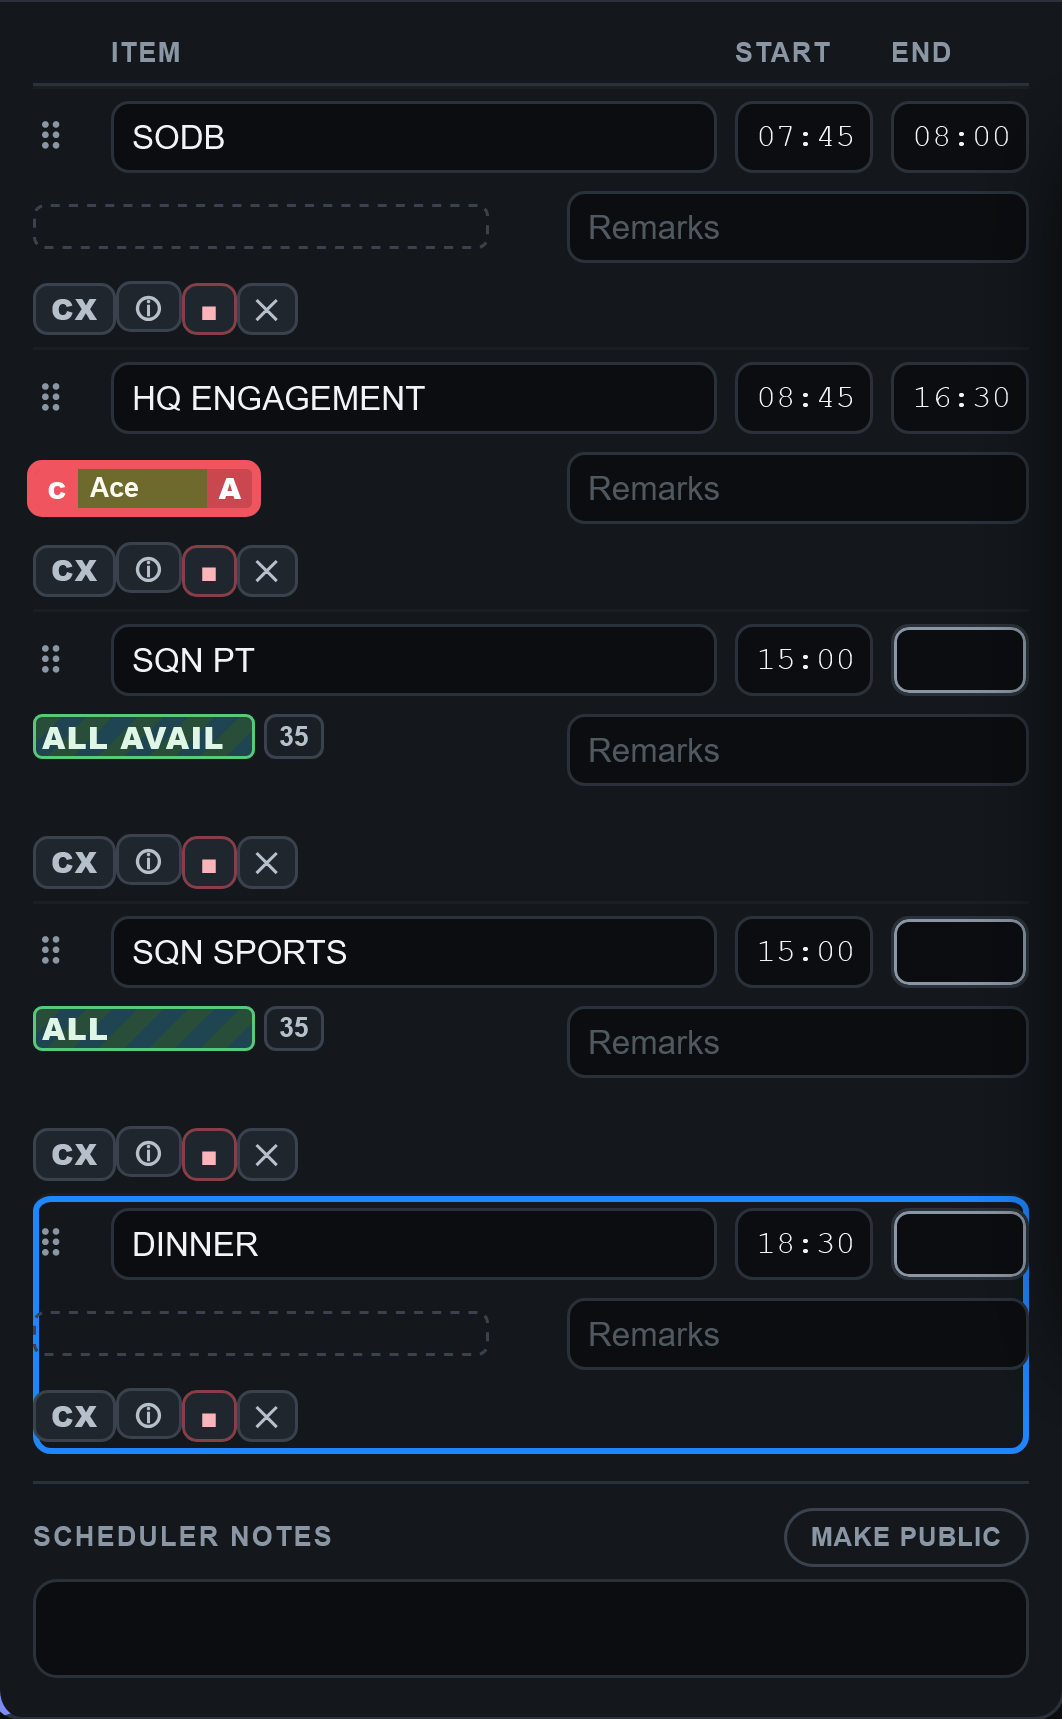 ITEM START END
SODB 07:45 08:00
Remarks
CX
HQ ENGAGEMENT 08:45 16:30
c Ace A Remarks
CX
SQN PT 15:00
ALL AVAIL 35 Remarks
CX
SQN SPORTS 15:00
ALL 35 Remarks
CX
DINNER 18:30
Remarks
CX
SCHEDULER NOTES MAKE PUBLIC